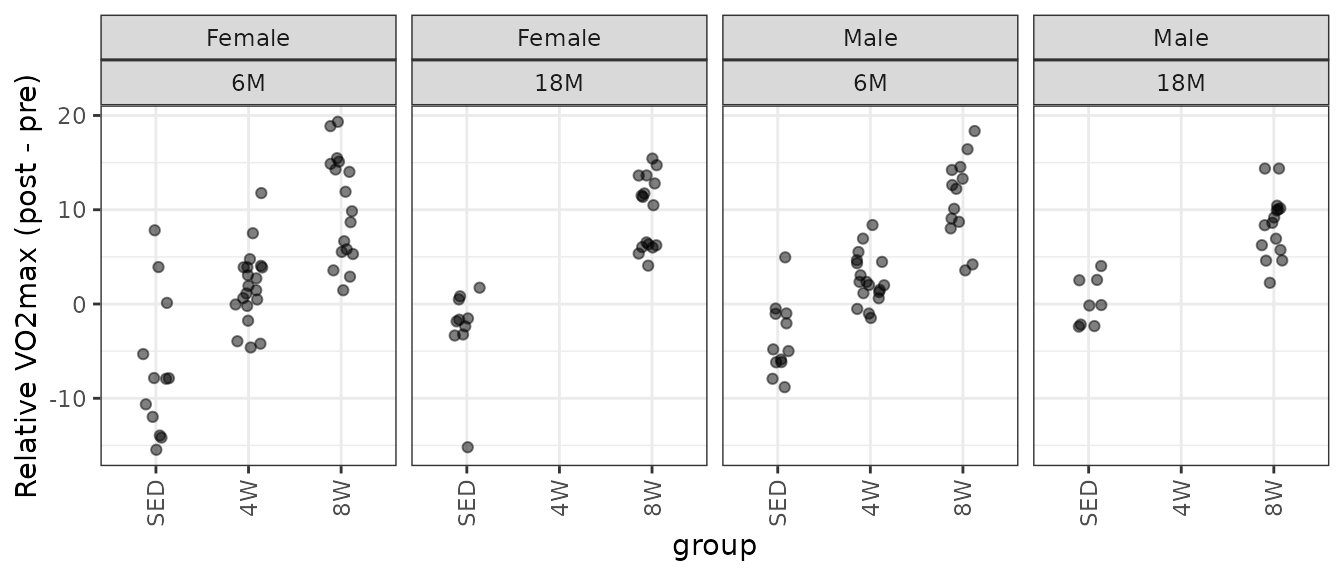 Female Female Male Male
6M 18M 6M 18M
Relative VO2max (post - pre)
20
10
0
-10
SED 4W 8W SED 4W 8W SED 4W 8W SED 4W 8W
group